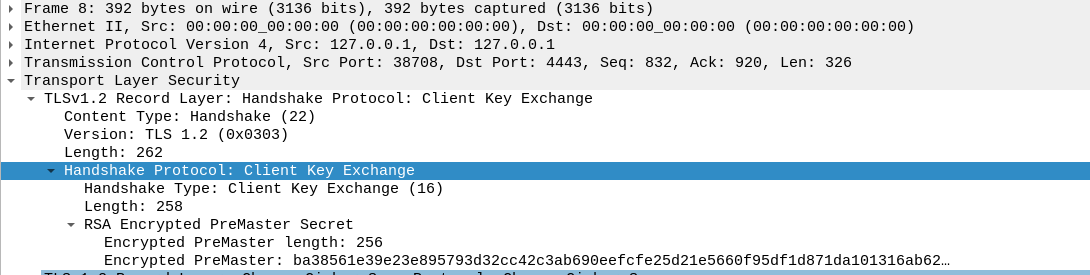 Frame 8: 392 bytes on wire (3136 bits), 392 bytes captured (3136 bits)
Ethernet II, Src: 00:00:00_00:00:00 (00:00:00:00:00:00), Dst: 00:00:00_00:00:00 (00:00:00:00:00:00)
Internet Protocol Version 4, Src: 127.0.0.1, Dst: 127.0.0.1
Transmission Control Protocol, Src Port: 38708, Dst Port: 4443, Seq: 832, Ack: 920, Len: 326
Transport Layer Security
TLSv1.2 Record Layer: Handshake Protocol: Client Key Exchange
Content Type: Handshake (22)
Version: TLS 1.2 (0x0303)
Length: 262
Handshake Protocol: Client Key Exchange
Handshake Type: Client Key Exchange (16)
Length: 258
RSA Encrypted PreMaster Secret
Encrypted PreMaster length: 256
Encrypted PreMaster: ba38561e39e23e895793d32cc42c3ab690eefcfe25d21e5660f95df1d871da101316ab62…